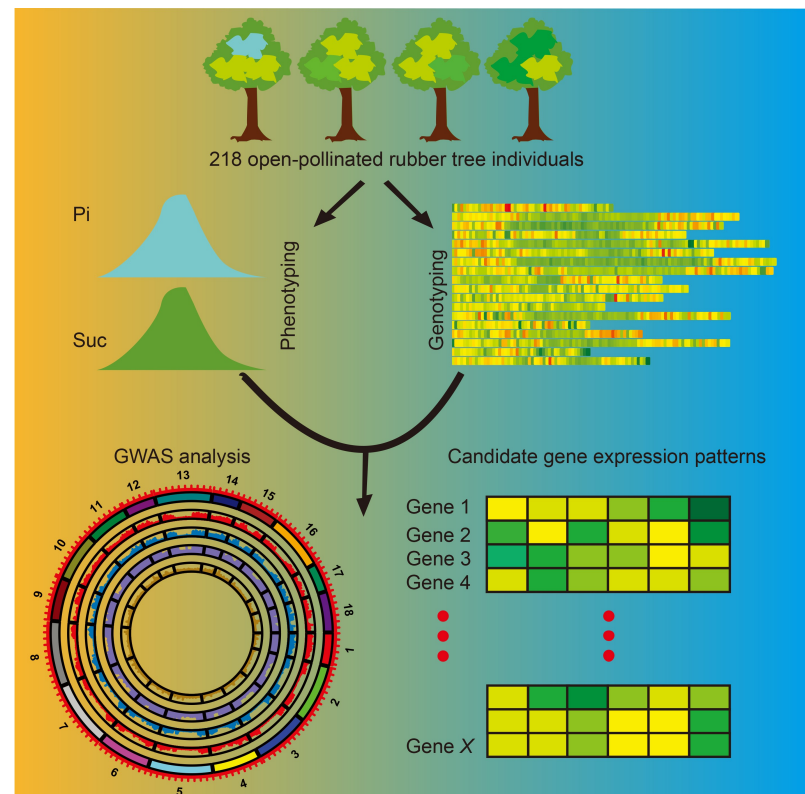 218 open-pollinated rubber tree individuals
Pi
Suc
Phenotyping
Genotyping
GWAS analysis
1
2
3
4
5
6
7
8
9
10
11
12
13
14
15
16
17
18
Candidate gene expression patterns
Gene 1
Gene 2
Gene 3
Gene 4
Gene X